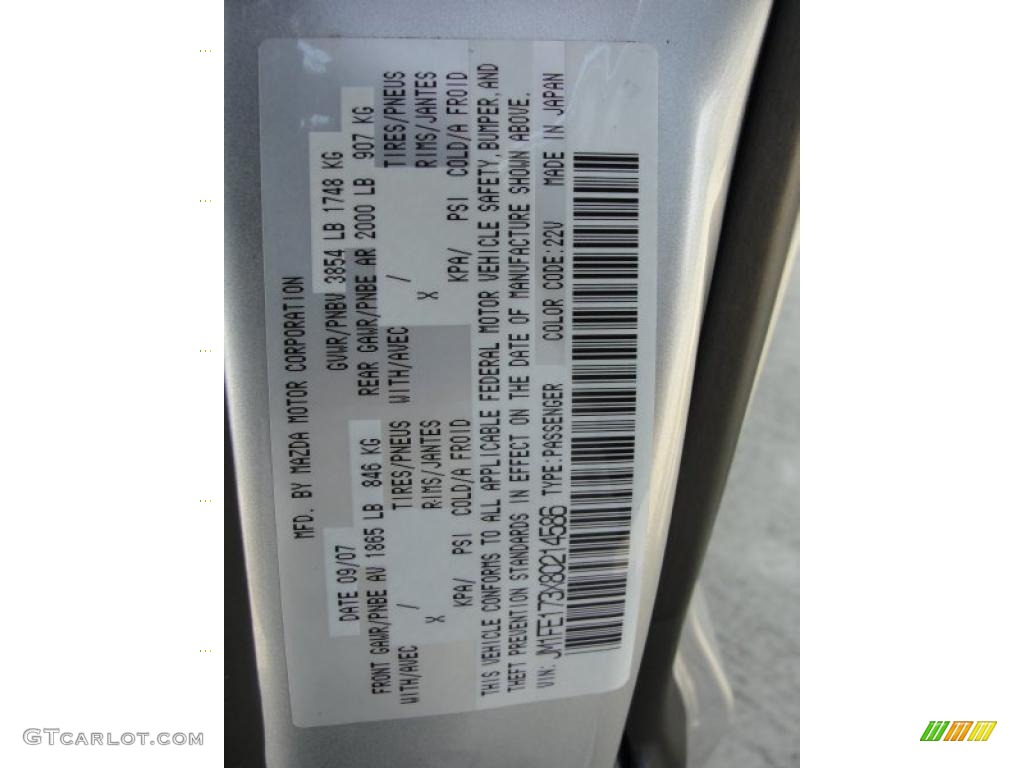 MFD. BY MAZDA MOTOR CORPORATION
DATE 09/07 GVWR/PNBV 3854 LB 1748 KG
FRONT GAWR/PNBE AV 1865 LB 846 KG REAR GAWR/PNBE AR 2000 LB 907 KG
WITH/AVEC TIRES/PNEUS WITH/AVEC TIRES/PNEUS
X / RIMS/JANTES X / RIMS/JANTES
KPA/ PSI COLD/A FROID KPA/ PSI COLD/A FROID
THIS VEHICLE CONFORMS TO ALL APPLICABLE FEDERAL MOTOR VEHICLE SAFETY, BUMPER, AND
THEFT PREVENTION STANDARDS IN EFFECT ON THE DATE OF MANUFACTURE SHOWN ABOVE.
VIN: JM1FE173X80214586 TYPE:PASSENGER COLOR CODE:22V MADE IN JAPAN
GTCARLOT.COM